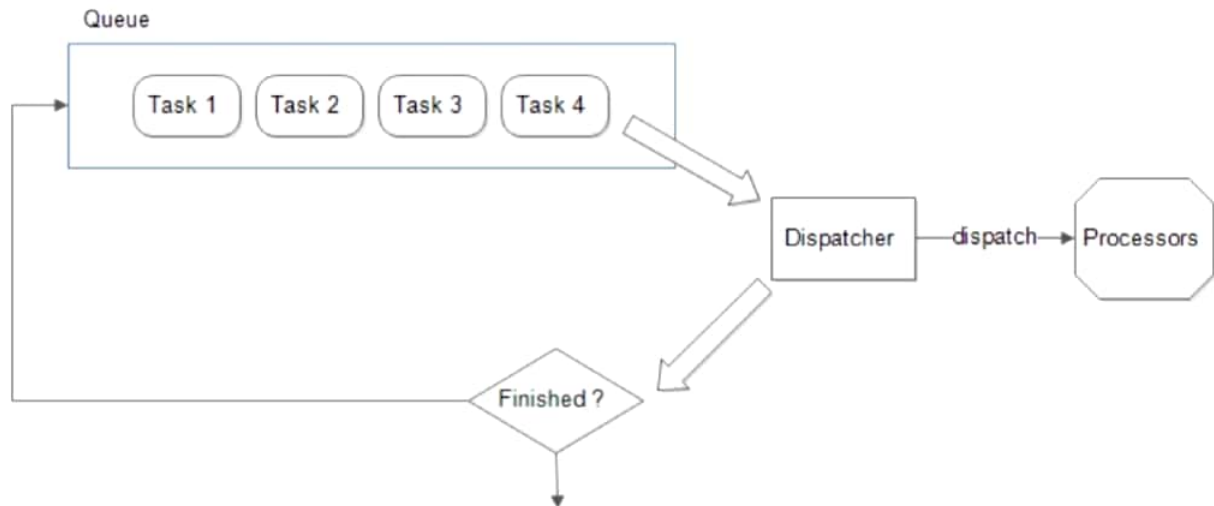 Queue
Task 1
Task 2
Task 3
Task 4
Dispatcher
dispatch
Processors
Finished ?